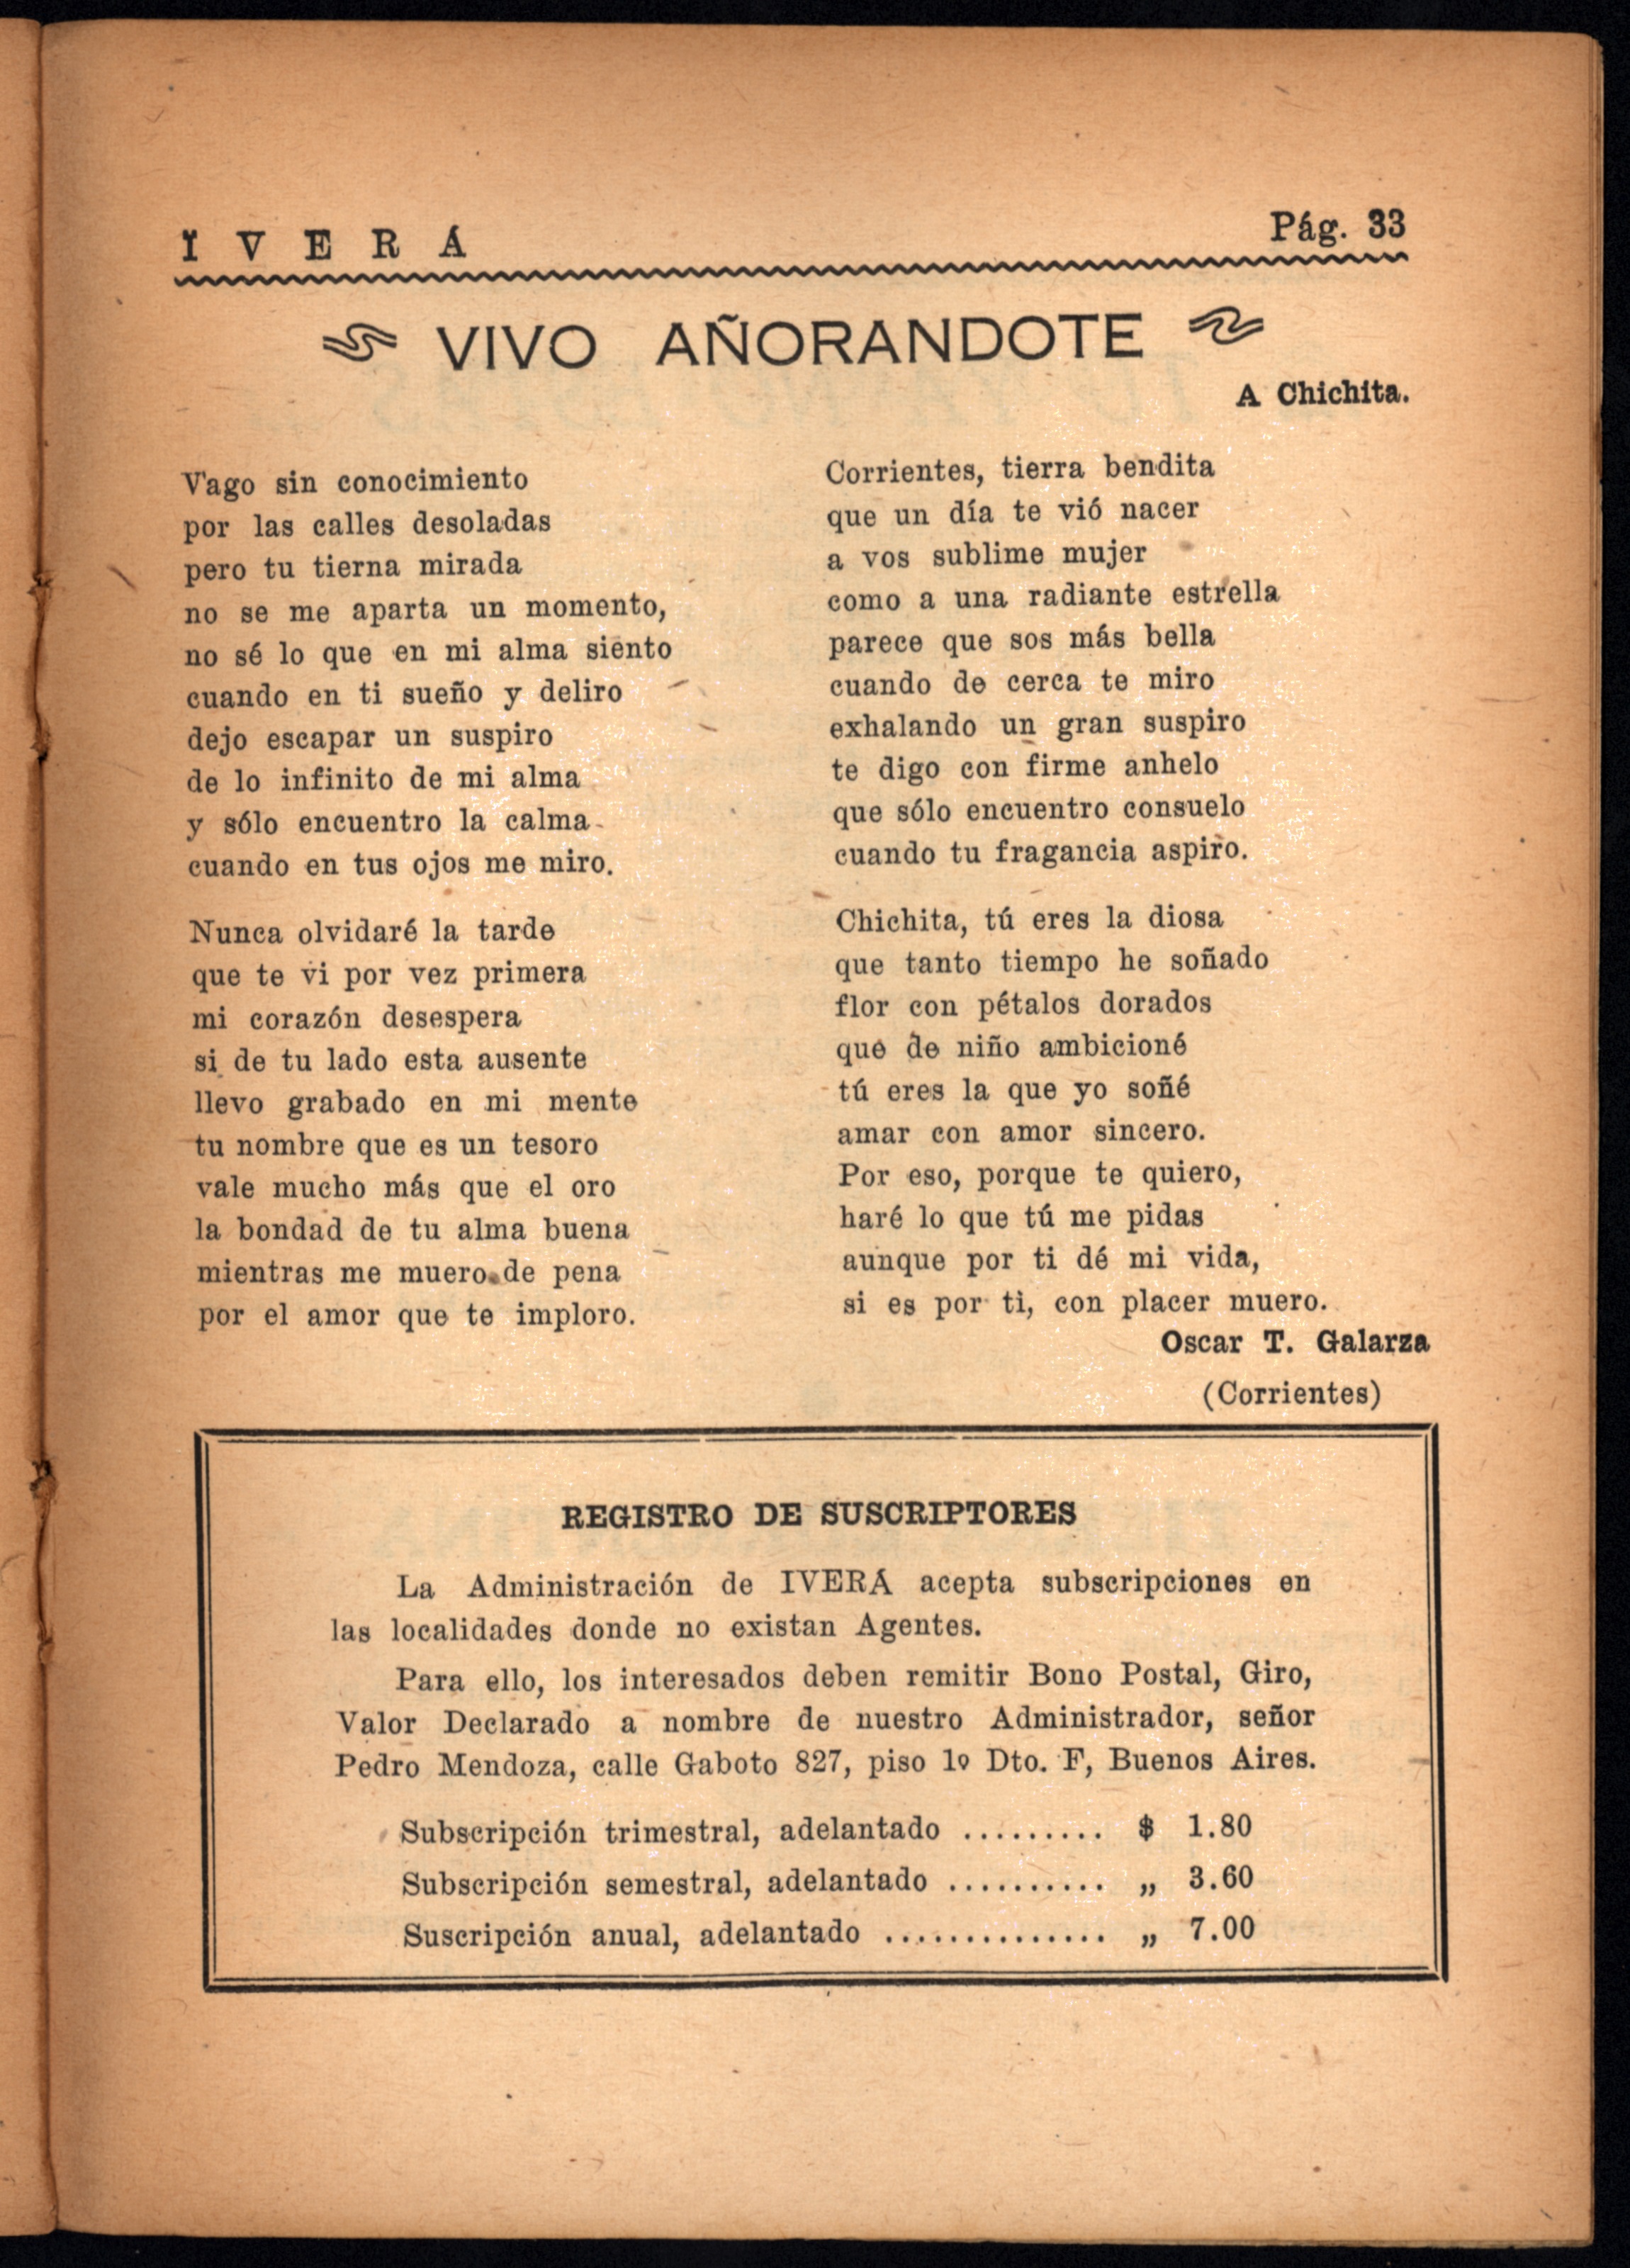 Ĭ V E R Á
Pág. 33
VIVO AÑORANDOTE
A Chichita.
Vago sin conocimiento
por las calles desoladas
pero tu tierna mirada
no se me aparta un momento,
no sé lo que en mi alma siento
cuando en ti sueño y deliro
dejo escapar un suspiro
de lo infinito de mi alma
y sólo encuentro la calma
cuando en tus ojos me miro.
Nunca olvidaré la tarde
que te vi por vez primera
mi corazón desespera
si de tu lado esta ausente
llevo grabado en mi mente
tu nombre que es un tesoro
vale mucho más que el oro
la bondad de tu alma buena
mientras me muero de pena
por el amor que te imploro.
Corrientes, tierra bendita
que un día te vió nacer
a vos sublime mujer
como a una radiante estrella
parece que sos más bella
cuando de cerca te miro
exhalando un gran suspiro
te digo con firme anhelo
que sólo encuentro consuelo
cuando tu fragancia aspiro.
Chichita, tú eres la diosa
que tanto tiempo he soñado
flor con pétalos dorados
que de niño ambicioné
tú eres la que yo soñé
amar con amor sincero.
Por eso, porque te quiero,
haré lo que tú me pidas
aunque por ti dé mi vida,
si es por ti, con placer muero.
Oscar T. Galarza
(Corrientes)
REGISTRO DE SUSCRIPTORES
La Administración de IVERÁ acepta subscripciones en
las localidades donde no existan Agentes.
Para ello, los interesados deben remitir Bono Postal, Giro,
Valor Declarado a nombre de nuestro Administrador, señor
Pedro Mendoza, calle Gaboto 827, piso 1º Dto. F, Buenos Aires.
Subscripción trimestral, adelantado ......... $ 1.80
Subscripción semestral, adelantado .......... „ 3.60
Suscripción anual, adelantado .............. „ 7.00